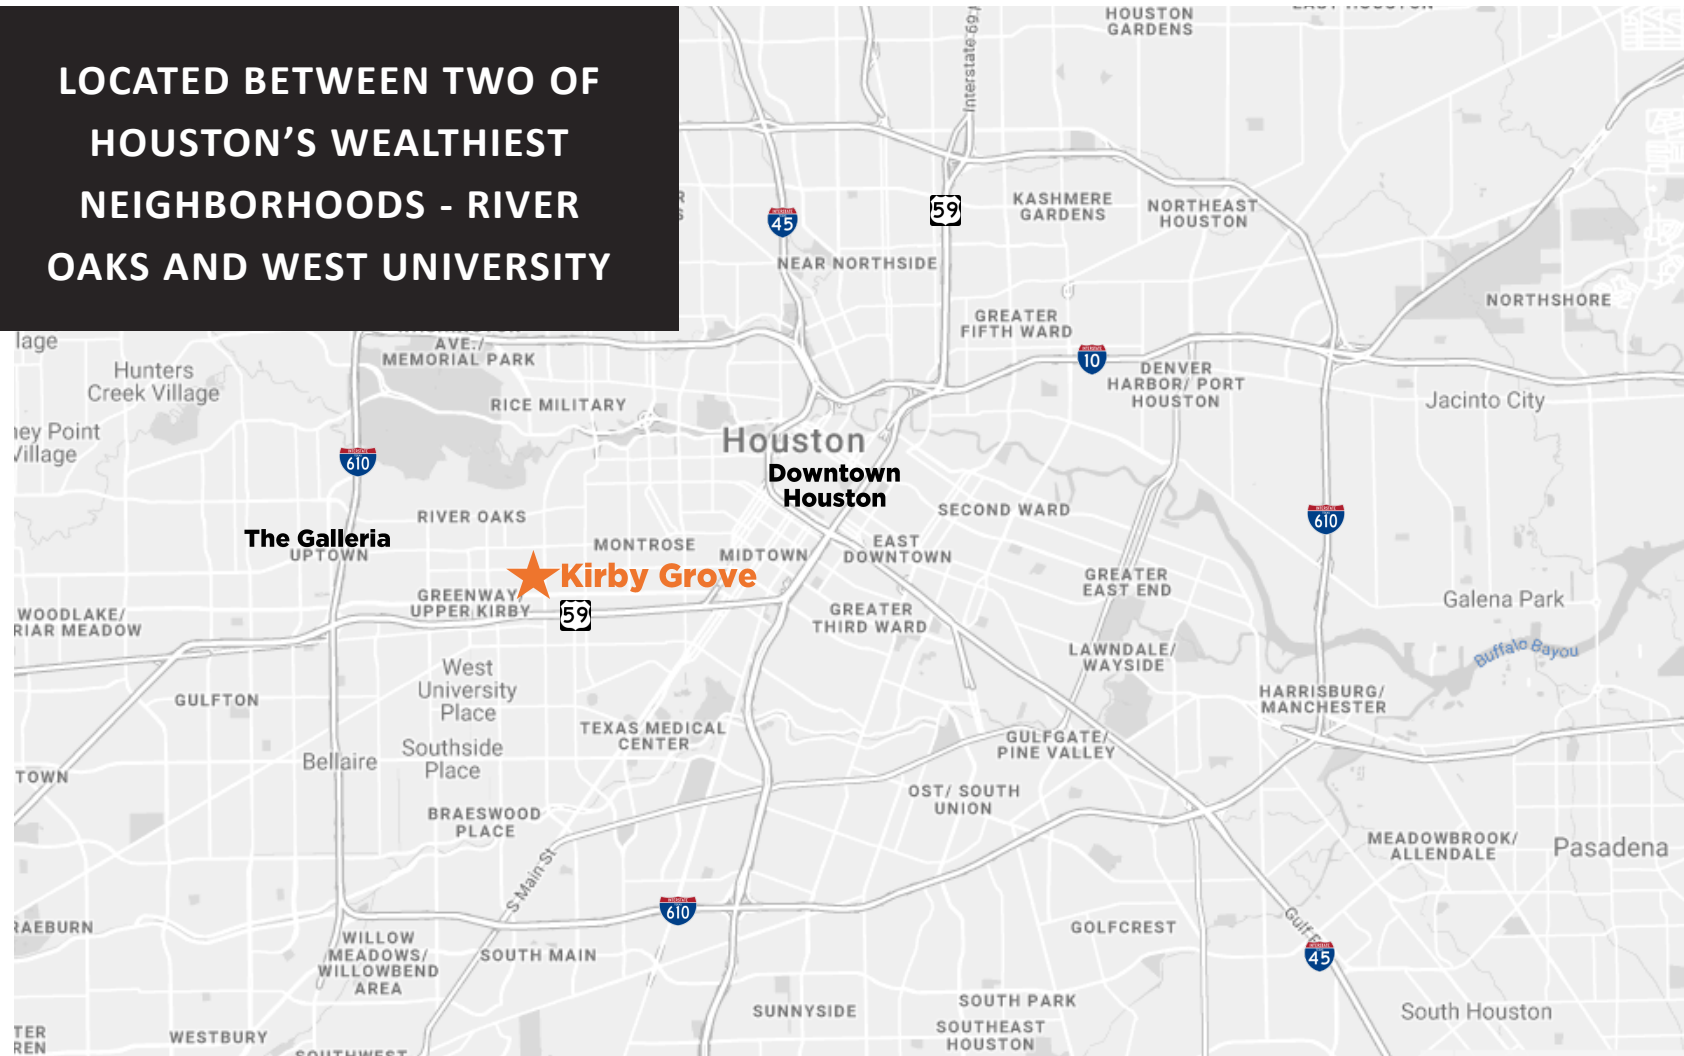 LOCATED BETWEEN TWO OF
HOUSTON’S WEALTHIEST
NEIGHBORHOODS - RIVER
OAKS AND WEST UNIVERSITY
HOUSTON
GARDENS
Interstate 69
59
45
KASHMERE
GARDENS
NORTHEAST
HOUSTON
NEAR NORTHSIDE
NORTHSHORE
GREATER
FIFTH WARD
AVE./
MEMORIAL PARK
10
DENVER
HARBOR/ PORT
HOUSTON
Hunters
Creek Village
RICE MILITARY
Jacinto City
Village
Houston
610
Downtown
Houston
RIVER OAKS
SECOND WARD
610
The Galleria
UPTOWN
MONTROSE
MIDTOWN
EAST
DOWNTOWN
Kirby Grove
GREENWAY/
UPPER KIRBY
59
GREATER
EAST END
WOODLAKE/
RIAR MEADOW
GREATER
THIRD WARD
Galena Park
LAWNDALE/
WAYSIDE
Buffalo Bayou
West
University
Place
GULFTON
HARRISBURG/
MANCHESTER
TEXAS MEDICAL
CENTER
GULFGATE/
PINE VALLEY
Bellaire
Southside
Place
TOWN
OST/ SOUTH
UNION
BRAESWOOD
PLACE
MEADOWBROOK/
ALLENDALE
Pasadena
S Main St
610
RAEBURN
WILLOW
MEADOWS/
WILLOWBEND
AREA
SOUTH MAIN
GOLFCREST
Gulf F
45
SUNNYSIDE
SOUTH PARK
South Houston
SOUTHEAST
HOUSTON
WESTBURY
TER
REN
SOUTHWEST